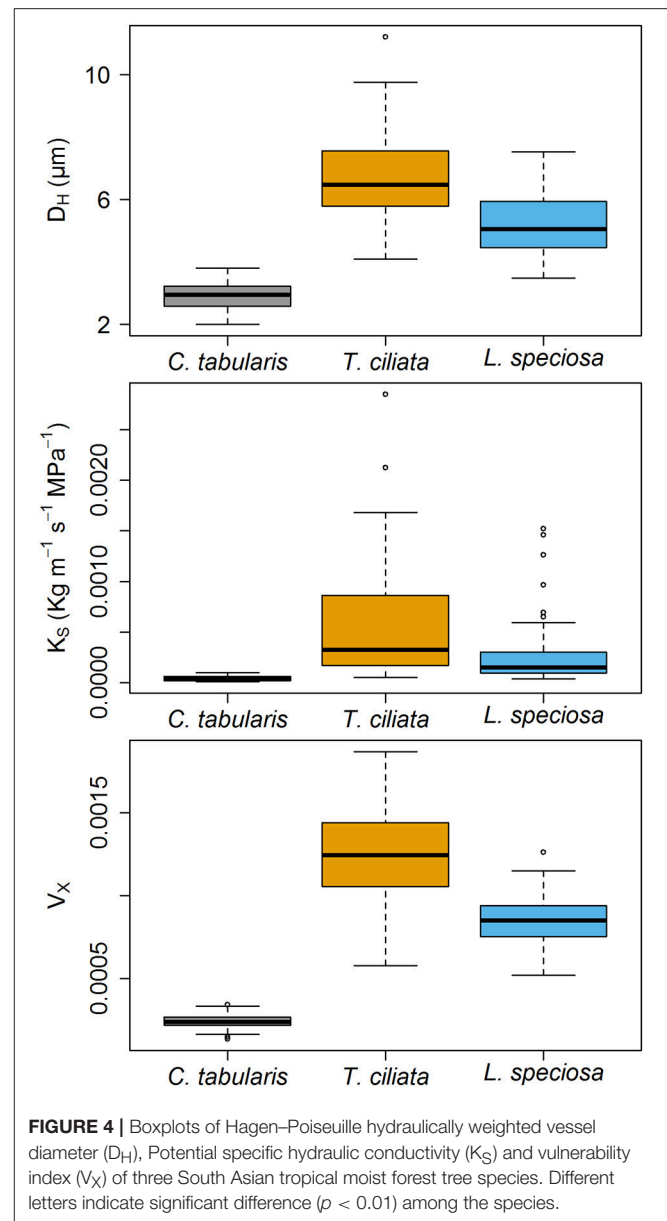 10
6
2
D_H (µm)
C. tabularis T. ciliata L. speciosa
0.0020
0.0010
0.0000
K_S (Kg m⁻¹ s⁻¹ MPa⁻¹)
C. tabularis T. ciliata L. speciosa
0.0015
0.0005
V_X
C. tabularis T. ciliata L. speciosa
FIGURE 4 | Boxplots of Hagen–Poiseuille hydraulically weighted vessel
diameter (D_H), Potential specific hydraulic conductivity (K_S) and vulnerability
index (V_X) of three South Asian tropical moist forest tree species. Different
letters indicate significant difference (p < 0.01) among the species.